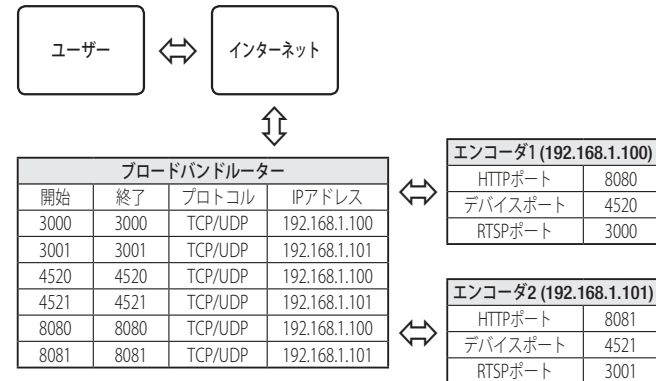 ユーザー
インターネット
ブロードバンドルーター
開始 終了 プロトコル IPアドレス
3000 3000 TCP/UDP 192.168.1.100
3001 3001 TCP/UDP 192.168.1.101
4520 4520 TCP/UDP 192.168.1.100
4521 4521 TCP/UDP 192.168.1.101
8080 8080 TCP/UDP 192.168.1.100
8081 8081 TCP/UDP 192.168.1.101
エンコーダ1 (192.168.1.100)
HTTPポート 8080
デバイスポート 4520
RTSPポート 3000
エンコーダ2 (192.168.1.101)
HTTPポート 8081
デバイスポート 4521
RTSPポート 3001